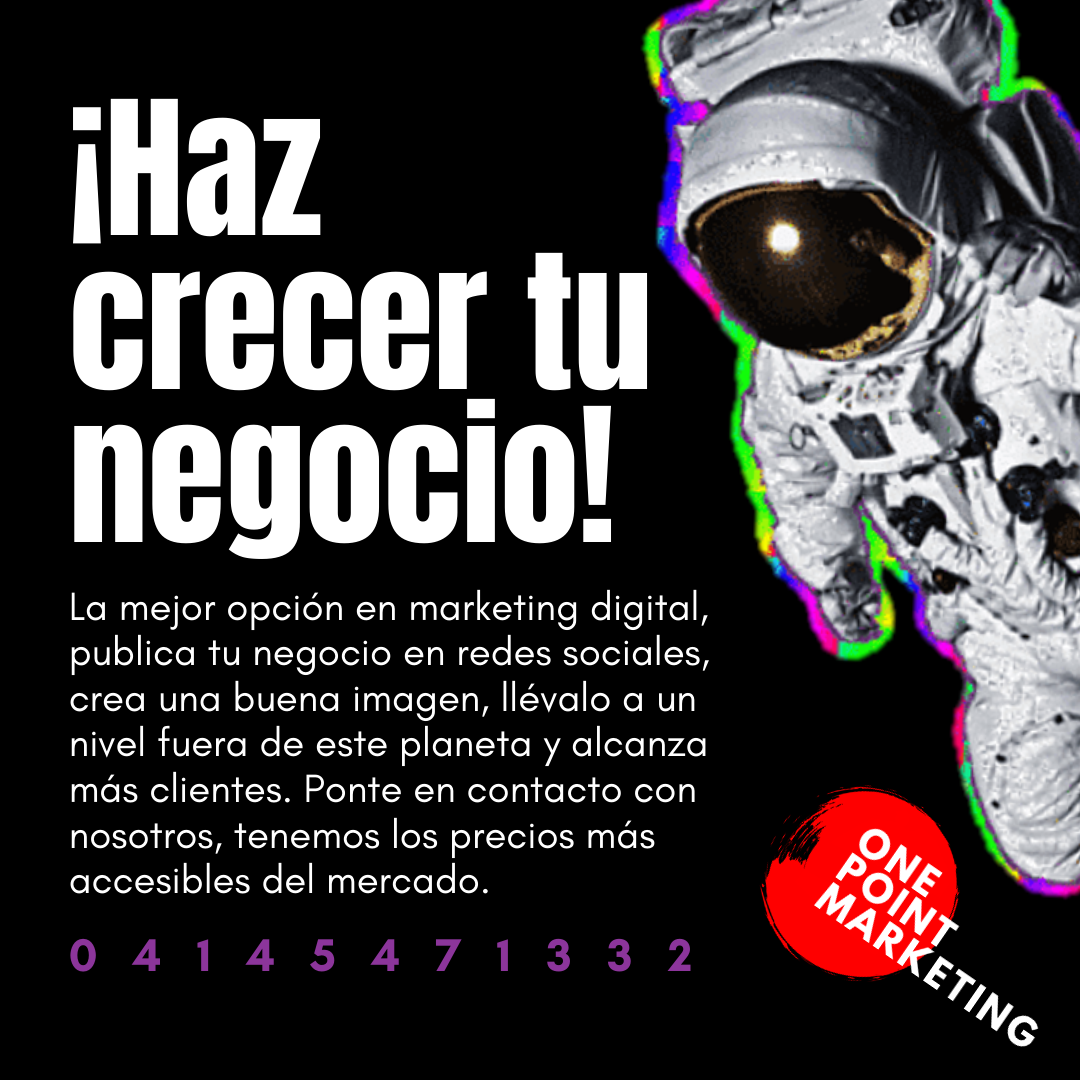 ¡Haz
crecer tu
negocio!
La mejor opción en marketing digital,
publica tu negocio en redes sociales,
crea una buena imagen, llévalo a un
nivel fuera de este planeta y alcanza
más clientes. Ponte en contacto con
nosotros, tenemos los precios más
accesibles del mercado.
0 4 1 4 5 4 7 1 3 3 2
ONE
POINT
MARKETING